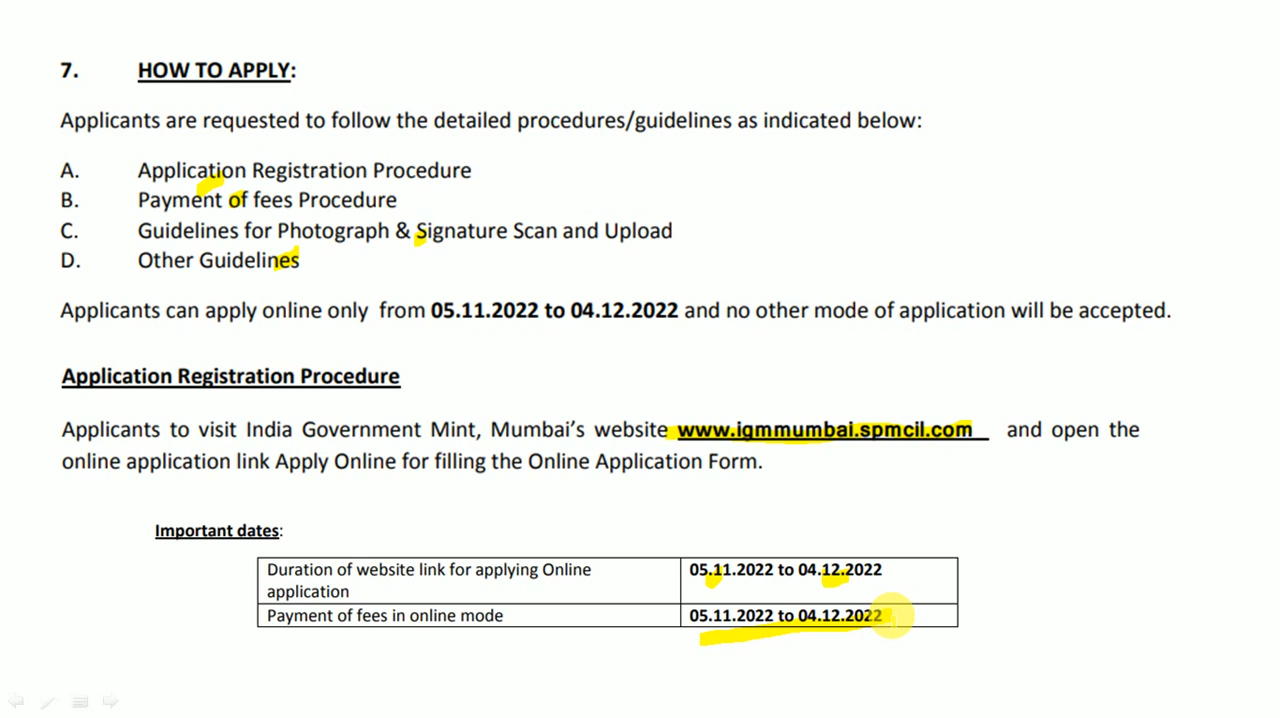 7. HOW TO APPLY:
Applicants are requested to follow the detailed procedures/guidelines as indicated below:
A. Application Registration Procedure
B. Payment of fees Procedure
C. Guidelines for Photograph & Signature Scan and Upload
D. Other Guidelines
Applicants can apply online only from 05.11.2022 to 04.12.2022 and no other mode of application will be accepted.
Application Registration Procedure
Applicants to visit India Government Mint, Mumbai's website www.igmmumbai.spmcil.com and open the
online application link Apply Online for filling the Online Application Form.
Important dates:
Duration of website link for applying Online 05.11.2022 to 04.12.2022
application
Payment of fees in online mode 05.11.2022 to 04.12.2022